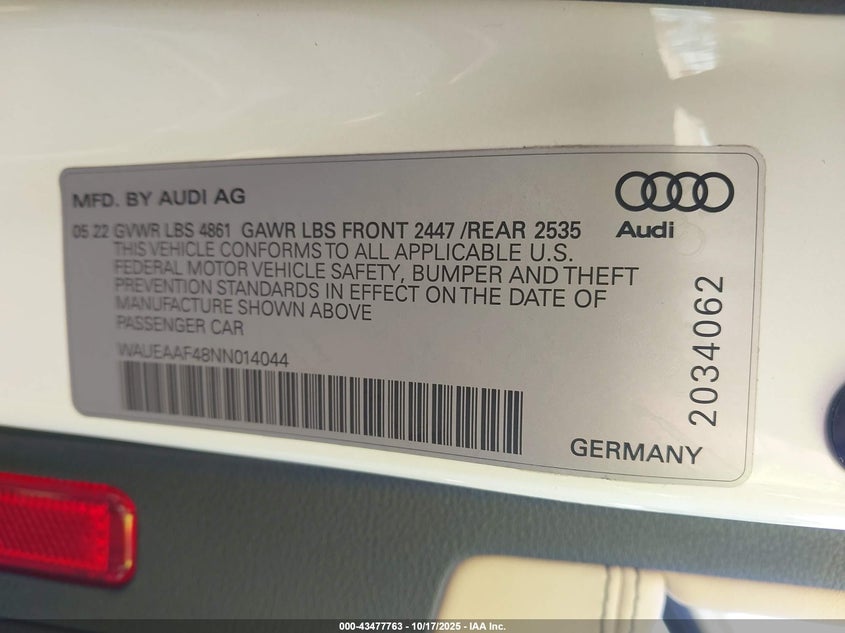 MFD. BY AUDI AG
05 22 GVWR LBS 4861 GAWR LBS FRONT 2447 /REAR 2535
THIS VEHICLE CONFORMS TO ALL APPLICABLE U.S.
FEDERAL MOTOR VEHICLE SAFETY, BUMPER AND THEFT
PREVENTION STANDARDS IN EFFECT ON THE DATE OF
MANUFACTURE SHOWN ABOVE
PASSENGER CAR
WAUEAAF48NN014044
Audi
2034062
GERMANY
000-43477763 - 10/17/2025 - IAA Inc.